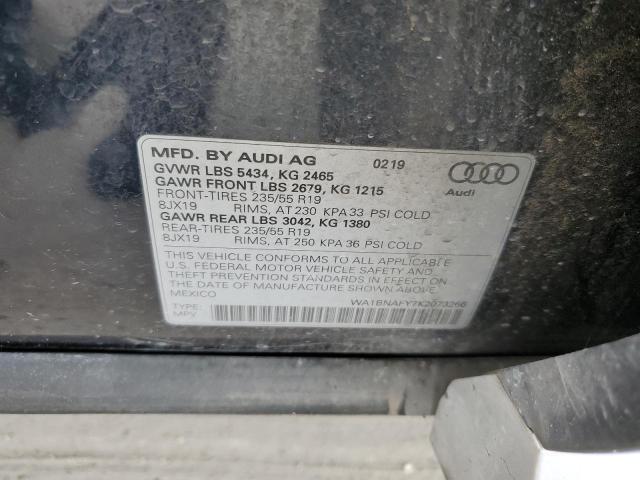 MFD. BY AUDI AG 0219
GVWR LBS 5434, KG 2465
GAWR FRONT LBS 2679, KG 1215
FRONT-TIRES 235/55 R19
8JX19 RIMS, AT 230 KPA 33 PSI COLD
GAWR REAR LBS 3042, KG 1380
REAR-TIRES 235/55 R19
8JX19 RIMS, AT 250 KPA 36 PSI COLD
Audi
THIS VEHICLE CONFORMS TO ALL APPLICABLE
U.S. FEDERAL MOTOR VEHICLE SAFETY AND
THEFT PREVENTION STANDARDS IN EFFECT ON
THE DATE OF MANUFACTURE SHOWN ABOVE.
MEXICO
WA1BNAFY7K2073266
TYPE:
MPV